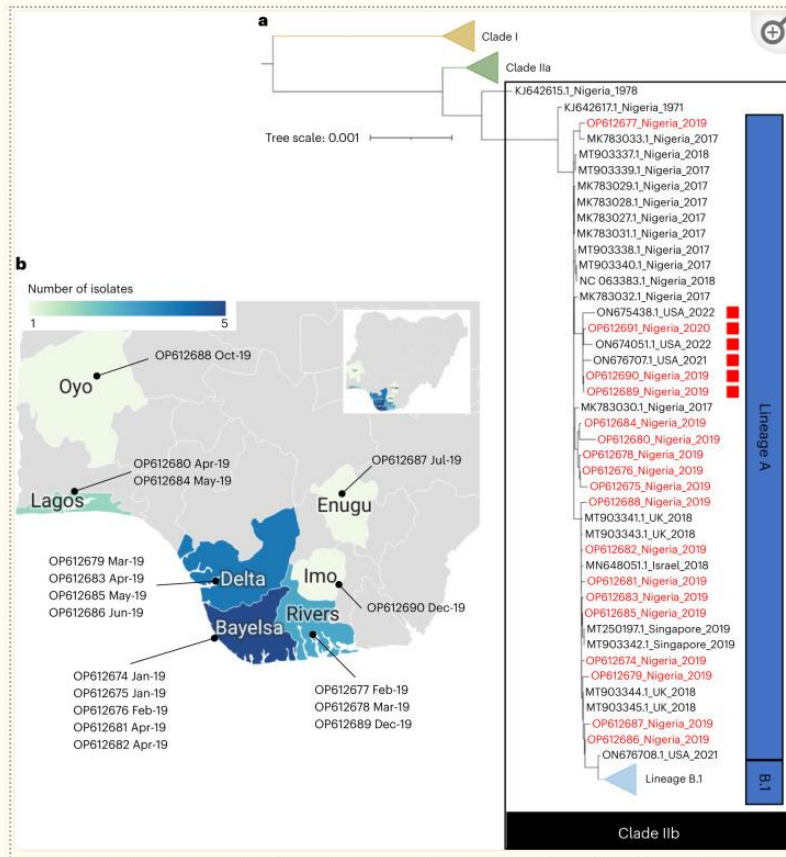 a
Clade I
Clade IIa
KJ642615.1_Nigeria_1978
KJ642617.1_Nigeria_1971
Tree scale: 0.001
OP612677_Nigeria_2019
MK783033.1_Nigeria_2017
MT903337.1_Nigeria_2018
MT903339.1_Nigeria_2017
MK783029.1_Nigeria_2017
MK783028.1_Nigeria_2017
MK783027.1_Nigeria_2017
MK783031.1_Nigeria_2017
MT903338.1_Nigeria_2017
MT903340.1_Nigeria_2017
NC 063383.1_Nigeria_2018
MK783032.1_Nigeria_2017
ON675438.1_USA_2022
OP612691_Nigeria_2020
ON674051.1_USA_2022
ON676707.1_USA_2021
OP612690_Nigeria_2019
OP612689_Nigeria_2019
MK783030.1_Nigeria_2017
OP612684_Nigeria_2019
OP612680_Nigeria_2019
OP612678_Nigeria_2019
OP612676_Nigeria_2019
OP612675_Nigeria_2019
OP612688_Nigeria_2019
MT903341.1_UK_2018
MT903343.1_UK_2018
OP612682_Nigeria_2019
MN648051.1_Israel_2018
OP612681_Nigeria_2019
OP612683_Nigeria_2019
OP612685_Nigeria_2019
MT250197.1_Singapore_2019
MT903342.1_Singapore_2019
OP612674_Nigeria_2019
OP612679_Nigeria_2019
MT903344.1_UK_2018
MT903345.1_UK_2018
OP612687_Nigeria_2019
OP612686_Nigeria_2019
ON676708.1_USA_2021
Lineage B.1
Lineage A
B.1
Clade IIb
b
Number of isolates
1 5
OP612688 Oct-19
Oyo
OP612680 Apr-19
OP612684 May-19
Lagos
OP612687 Jul-19
Enugu
OP612679 Mar-19
OP612683 Apr-19
OP612685 May-19
OP612686 Jun-19
Delta
Imo
OP612690 Dec-19
Bayelsa
Rivers
OP612674 Jan-19
OP612675 Jan-19
OP612676 Feb-19
OP612681 Apr-19
OP612682 Apr-19
OP612677 Feb-19
OP612678 Mar-19
OP612689 Dec-19